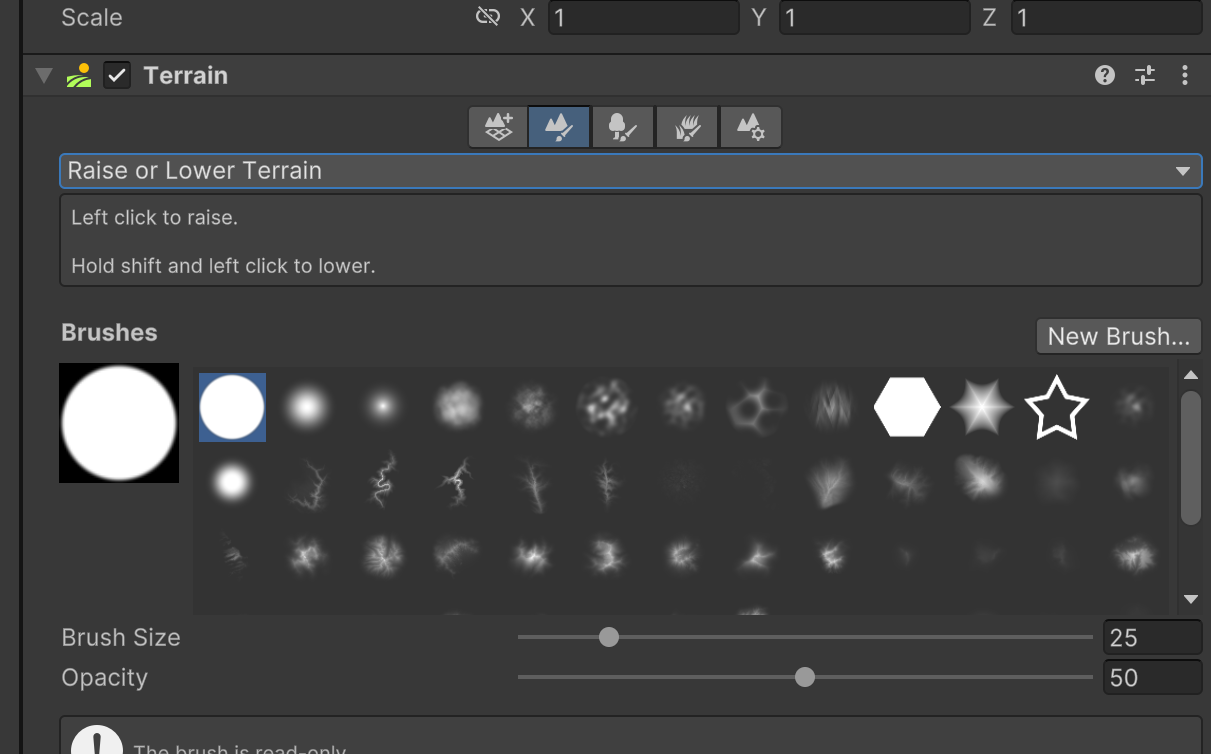 Scale X 1 Y 1 Z 1
Terrain
Raise or Lower Terrain
Left click to raise.
Hold shift and left click to lower.
Brushes
New Brush...
Brush Size 25
Opacity 50
The brush is read-only